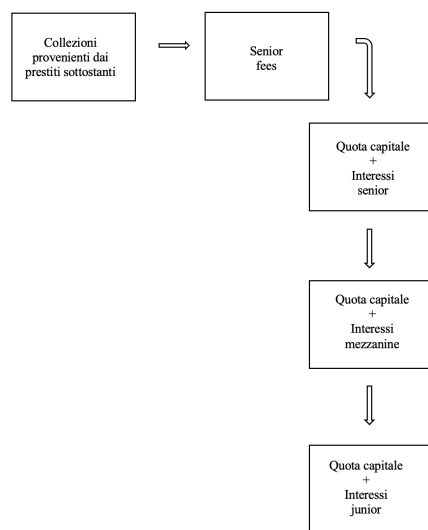 Collezioni
provenienti dai
prestiti sottostanti
Senior
fees
Quota capitale
+
Interessi
senior
Quota capitale
+
Interessi
mezzanine
Quota capitale
+
Interessi
junior